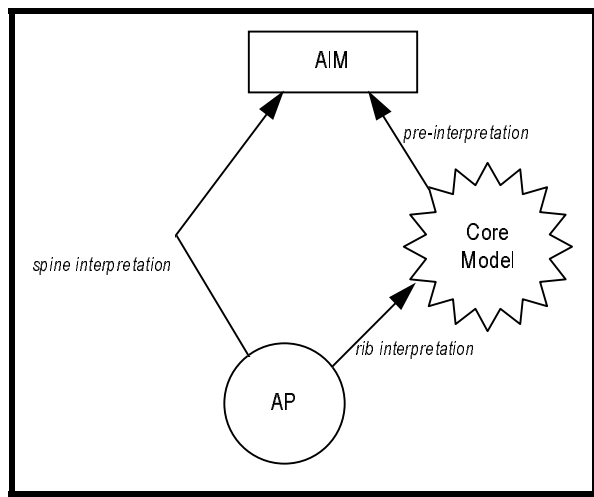 AIM
pre-interpretation
Core
Model
spine interpretation
rib interpretation
AP